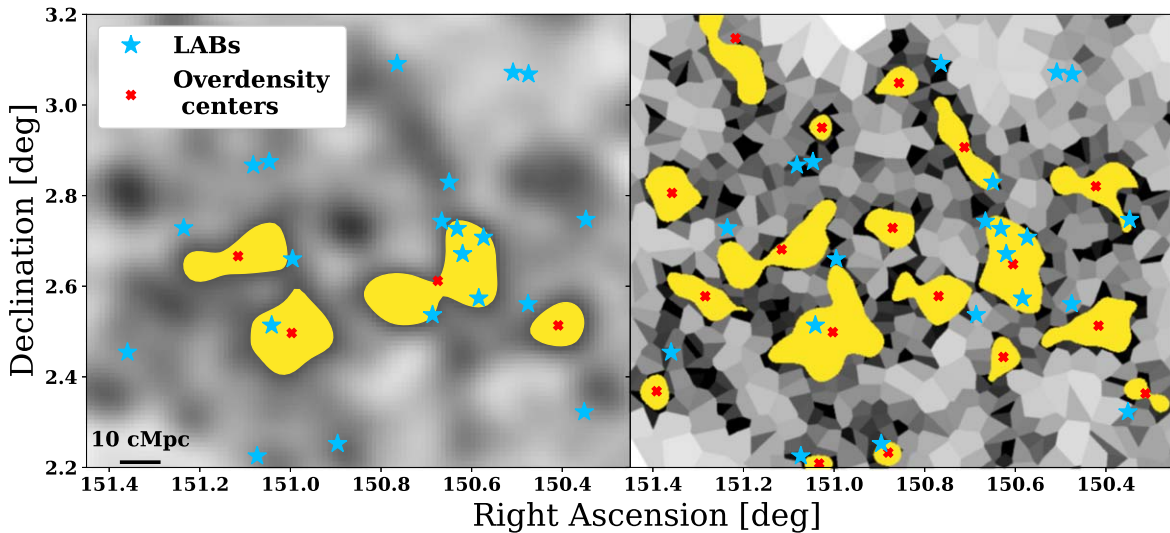 LABs
Overdensity
centers
10 cMpc
3.2
3.0
2.8
2.6
2.4
2.2
Declination [deg]
151.4 151.2 151.0 150.8 150.6 150.4 151.4 151.2 151.0 150.8 150.6 150.4
Right Ascension [deg]